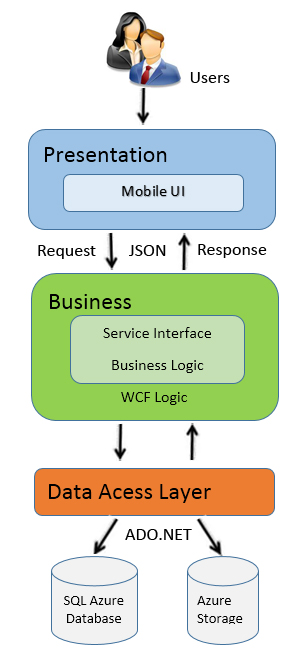 Users
Presentation
Mobile UI
Request JSON Response
Business
Service Interface
Business Logic
WCF Logic
Data Acess Layer
ADO.NET
SQL Azure
Database
Azure
Storage